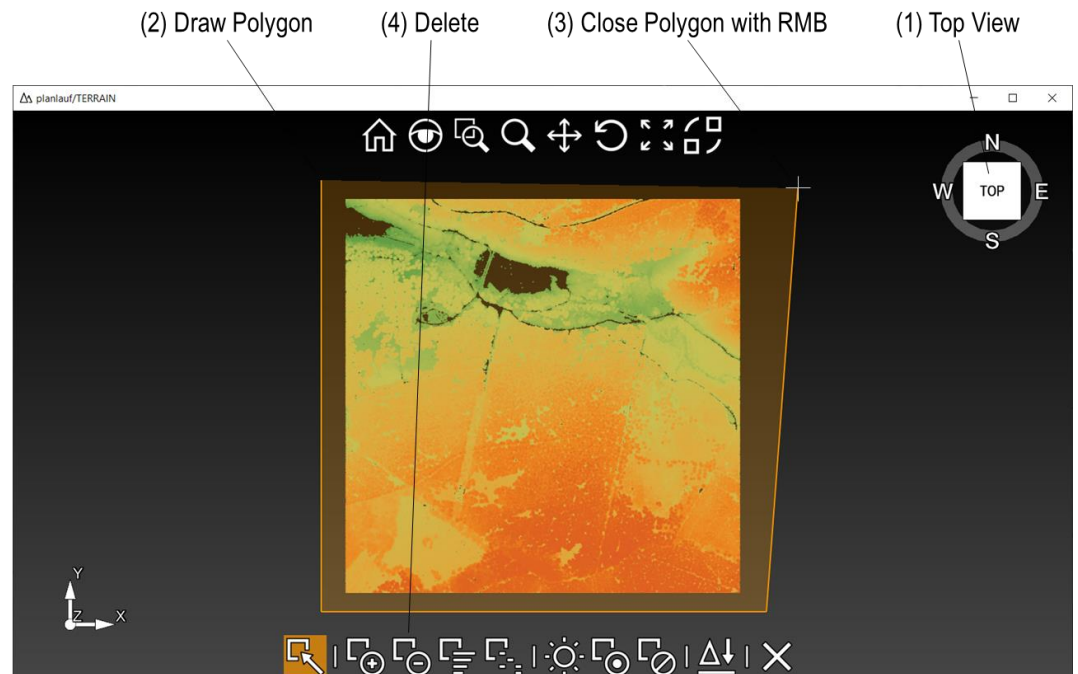 (2) Draw Polygon (4) Delete (3) Close Polygon with RMB (1) Top View
planlauf/TERRAIN
N
W TOP E
S
Y
Z X